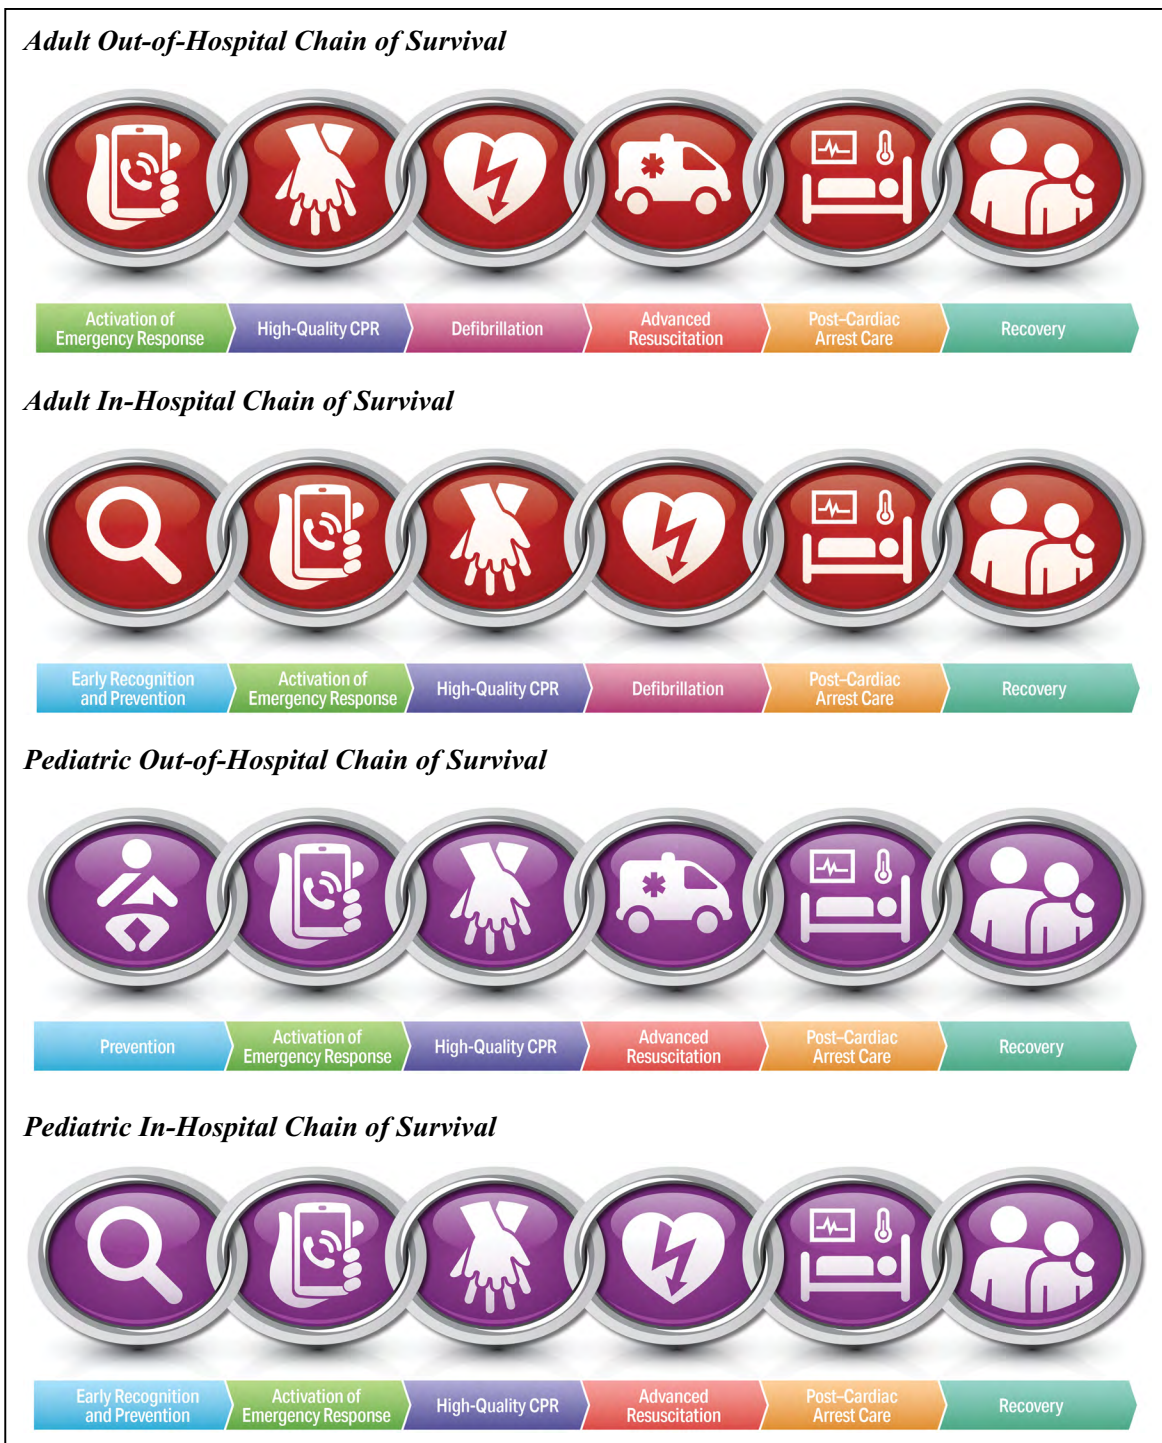 Adult Out-of-Hospital Chain of Survival
Activation of
Emergency Response
High-Quality CPR
Defibrillation
Advanced
Resuscitation
Post–Cardiac
Arrest Care
Recovery
Adult In-Hospital Chain of Survival
Early Recognition
and Prevention
Activation of
Emergency Response
High-Quality CPR
Defibrillation
Post–Cardiac
Arrest Care
Recovery
Pediatric Out-of-Hospital Chain of Survival
Prevention
Activation of
Emergency Response
High-Quality CPR
Advanced
Resuscitation
Post–Cardiac
Arrest Care
Recovery
Pediatric In-Hospital Chain of Survival
Early Recognition
and Prevention
Activation of
Emergency Response
High-Quality CPR
Advanced
Resuscitation
Post–Cardiac
Arrest Care
Recovery